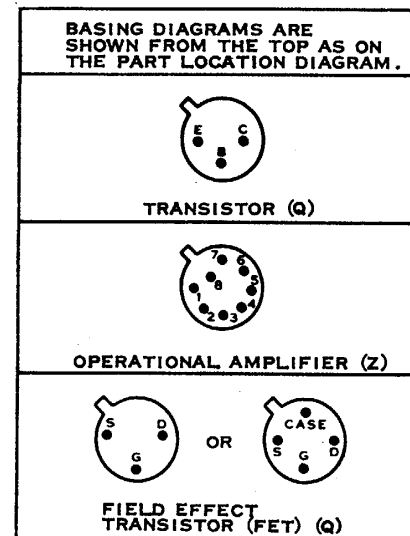 BASING DIAGRAMS ARE
SHOWN FROM THE TOP AS ON
THE PART LOCATION DIAGRAM.
E C
B
TRANSISTOR (Q)
7 6
8 5
1 2 3 4
OPERATIONAL AMPLIFIER (Z)
S D
G
OR
CASE
S G D
FIELD EFFECT
TRANSISTOR (FET) (Q)